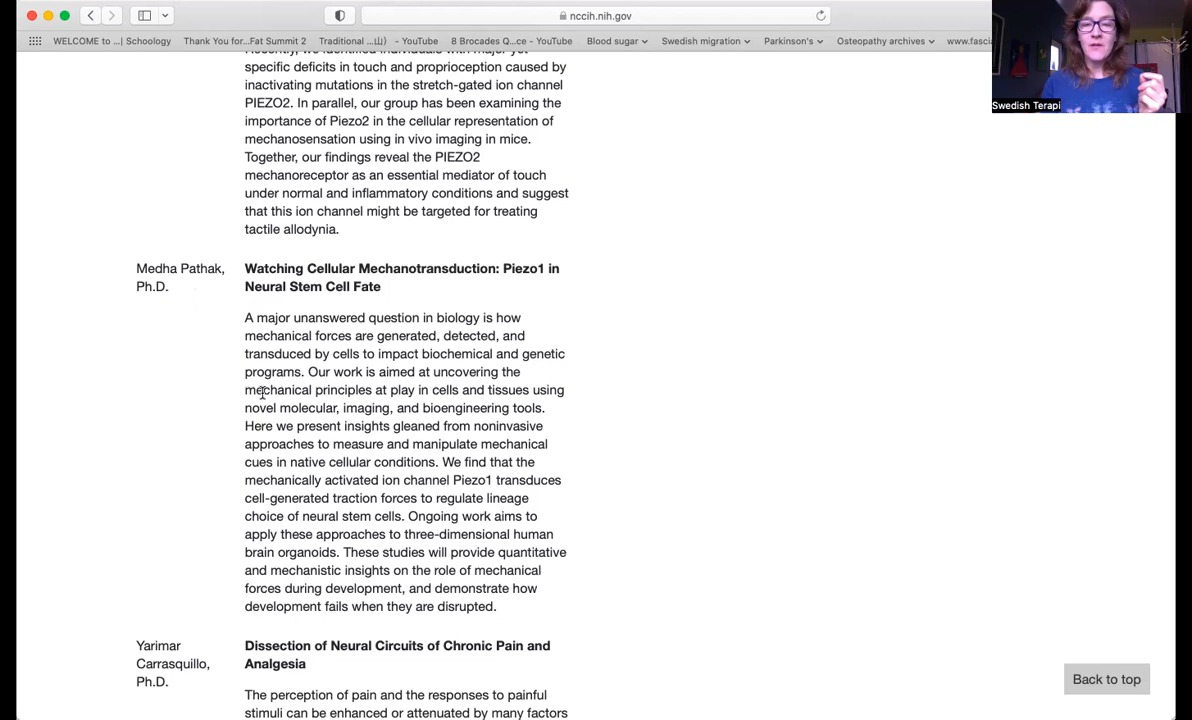 nccih.nih.gov
WELCOME to ...| Schoology Thank You for...Fat Summit 2 Traditional ...山) - YouTube 8 Brocades Q...ce - YouTube Blood sugar Swedish migration Parkinson's Osteopathy archives www.fascia
Swedish Terapi
Recently, we identified individuals with major yet
specific deficits in touch and proprioception caused by
inactivating mutations in the stretch-gated ion channel
PIEZO2. In parallel, our group has been examining the
importance of Piezo2 in the cellular representation of
mechanosensation using in vivo imaging in mice.
Together, our findings reveal the PIEZO2
mechanoreceptor as an essential mediator of touch
under normal and inflammatory conditions and suggest
that this ion channel might be targeted for treating
tactile allodynia.
Medha Pathak,
Ph.D.
Watching Cellular Mechanotransduction: Piezo1 in
Neural Stem Cell Fate
A major unanswered question in biology is how
mechanical forces are generated, detected, and
transduced by cells to impact biochemical and genetic
programs. Our work is aimed at uncovering the
mechanical principles at play in cells and tissues using
novel molecular, imaging, and bioengineering tools.
Here we present insights gleaned from noninvasive
approaches to measure and manipulate mechanical
cues in native cellular conditions. We find that the
mechanically activated ion channel Piezo1 transduces
cell-generated traction forces to regulate lineage
choice of neural stem cells. Ongoing work aims to
apply these approaches to three-dimensional human
brain organoids. These studies will provide quantitative
and mechanistic insights on the role of mechanical
forces during development, and demonstrate how
development fails when they are disrupted.
Yarimar
Carrasquillo,
Ph.D.
Dissection of Neural Circuits of Chronic Pain and
Analgesia
The perception of pain and the responses to painful
stimuli can be enhanced or attenuated by many factors
Back to top